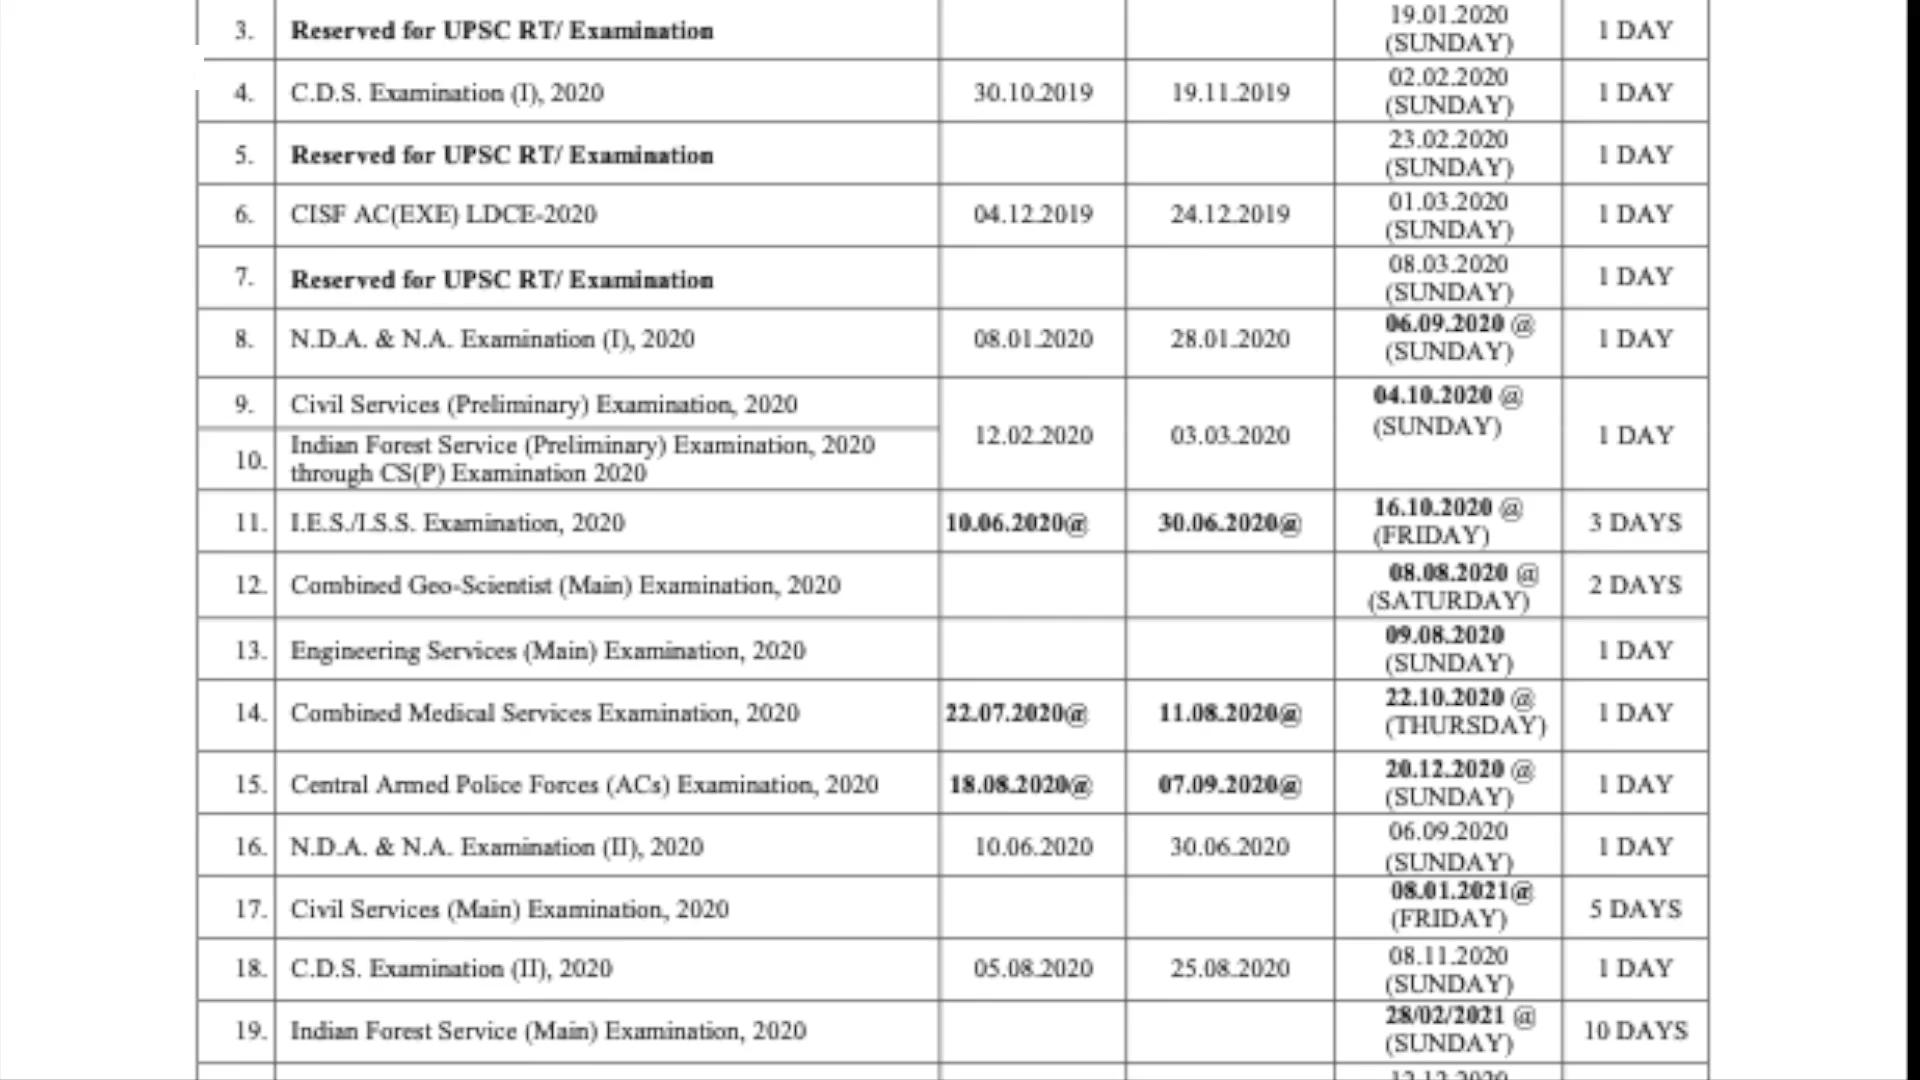 3. Reserved for UPSC RT/ Examination 19.01.2020 (SUNDAY) 1 DAY
4. C.D.S. Examination (I), 2020 30.10.2019 19.11.2019 02.02.2020 (SUNDAY) 1 DAY
5. Reserved for UPSC RT/ Examination 23.02.2020 (SUNDAY) 1 DAY
6. CISF AC(EXE) LDCE-2020 04.12.2019 24.12.2019 01.03.2020 (SUNDAY) 1 DAY
7. Reserved for UPSC RT/ Examination 08.03.2020 (SUNDAY) 1 DAY
8. N.D.A. & N.A. Examination (I), 2020 08.01.2020 28.01.2020 06.09.2020 @ (SUNDAY) 1 DAY
9. Civil Services (Preliminary) Examination, 2020 12.02.2020 03.03.2020 04.10.2020 @ (SUNDAY) 1 DAY
10. Indian Forest Service (Preliminary) Examination, 2020
through CS(P) Examination 2020
11. I.E.S./I.S.S. Examination, 2020 10.06.2020@ 30.06.2020@ 16.10.2020 @ (FRIDAY) 3 DAYS
12. Combined Geo-Scientist (Main) Examination, 2020 08.08.2020 @ (SATURDAY) 2 DAYS
13. Engineering Services (Main) Examination, 2020 09.08.2020 (SUNDAY) 1 DAY
14. Combined Medical Services Examination, 2020 22.07.2020@ 11.08.2020@ 22.10.2020 @ (THURSDAY) 1 DAY
15. Central Armed Police Forces (ACs) Examination, 2020 18.08.2020@ 07.09.2020@ 20.12.2020 @ (SUNDAY) 1 DAY
16. N.D.A. & N.A. Examination (II), 2020 10.06.2020 30.06.2020 06.09.2020 (SUNDAY) 1 DAY
17. Civil Services (Main) Examination, 2020 08.01.2021@ (FRIDAY) 5 DAYS
18. C.D.S. Examination (II), 2020 05.08.2020 25.08.2020 08.11.2020 (SUNDAY) 1 DAY
19. Indian Forest Service (Main) Examination, 2020 28/02/2021 @ (SUNDAY) 10 DAYS